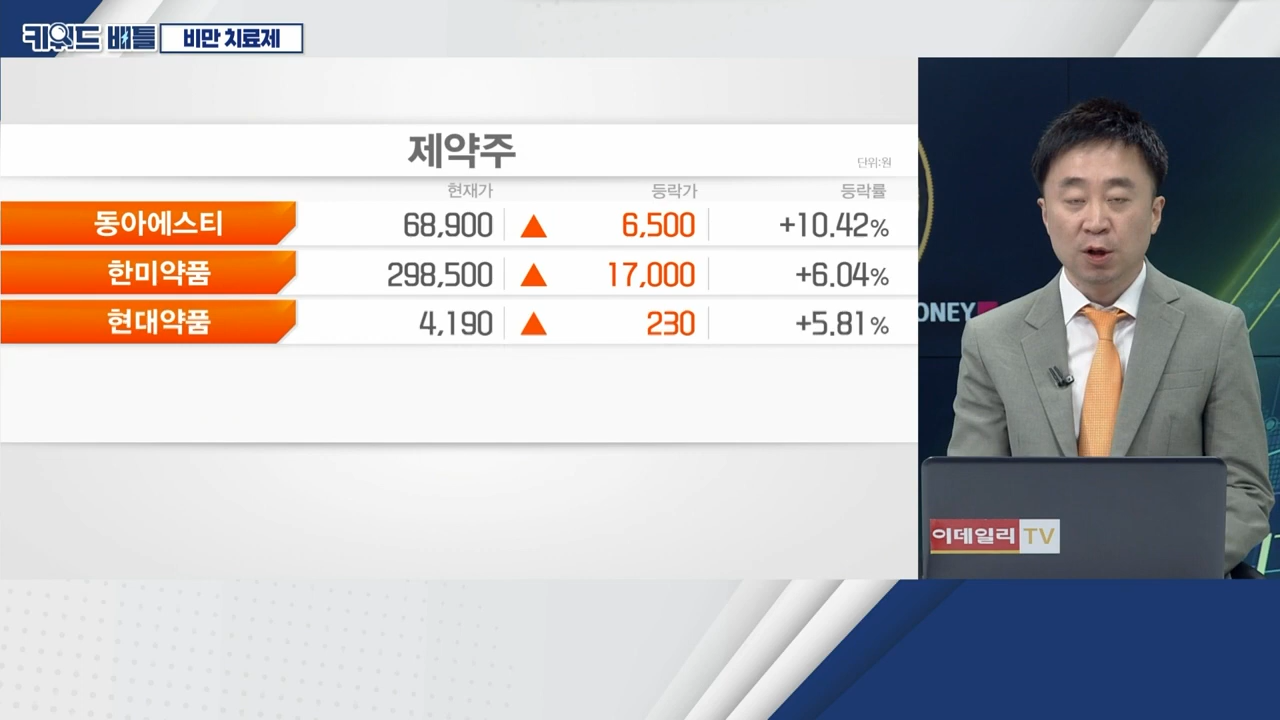 키워드 배틀 비만 치료제
제약주
단위:원
현재가 등락가 등락률
동아에스티 68,900 ▲ 6,500 +10.42%
한미약품 298,500 ▲ 17,000 +6.04%
현대약품 4,190 ▲ 230 +5.81%
ONEY
이데일리 TV